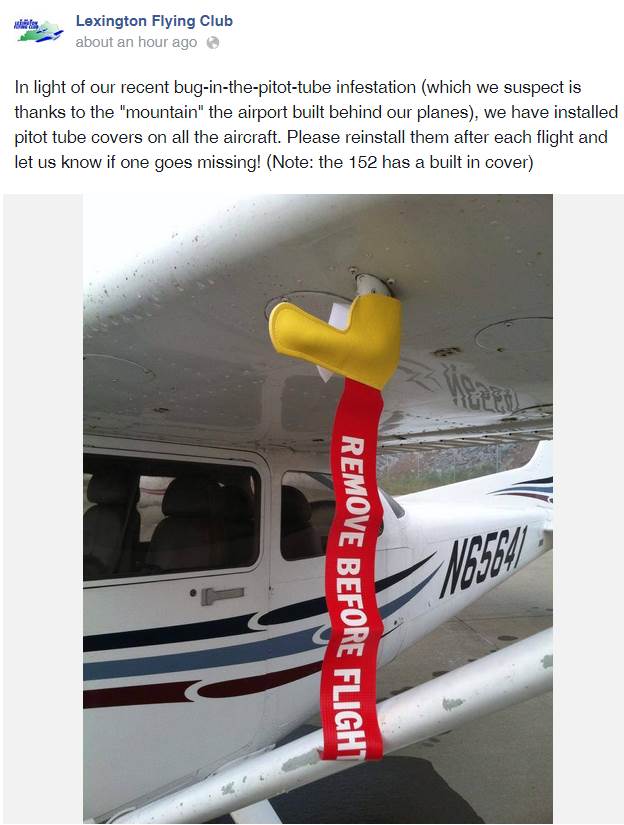 LEXINGTON
FLYING CLUB
Lexington Flying Club
about an hour ago
In light of our recent bug-in-the-pitot-tube infestation (which we suspect is
thanks to the "mountain" the airport built behind our planes), we have installed
pitot tube covers on all the aircraft. Please reinstall them after each flight and
let us know if one goes missing! (Note: the 152 has a built in cover)
REMOVE BEFORE FLIGHT
N65641